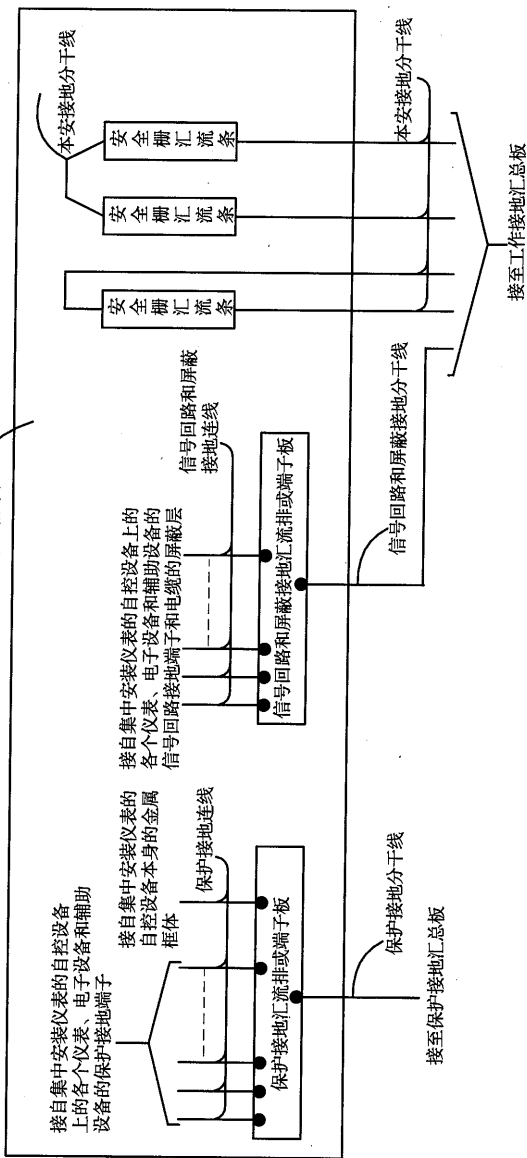 接自集中安装仪表的自控设备
上的各个仪表、电子设备和辅助
设备的保护接地端子
接自集中安装仪表的
自控设备本身的金属
框体
保护接地连线
保护接地汇流排或端子板
保护接地分干线
接至保护接地汇总板
接自集中安装仪表的自控设备上的
各个仪表、电子设备和辅助设备的
信号回路接地端子和电缆的屏蔽层
信号回路和屏蔽
接地连线
信号回路和屏蔽接地汇流排或端子板
信号回路和屏蔽接地分干线
安全栅汇流条
安全栅汇流条
安全栅汇流条
本安接地分干线
本安接地分干线
接至工作接地汇总板